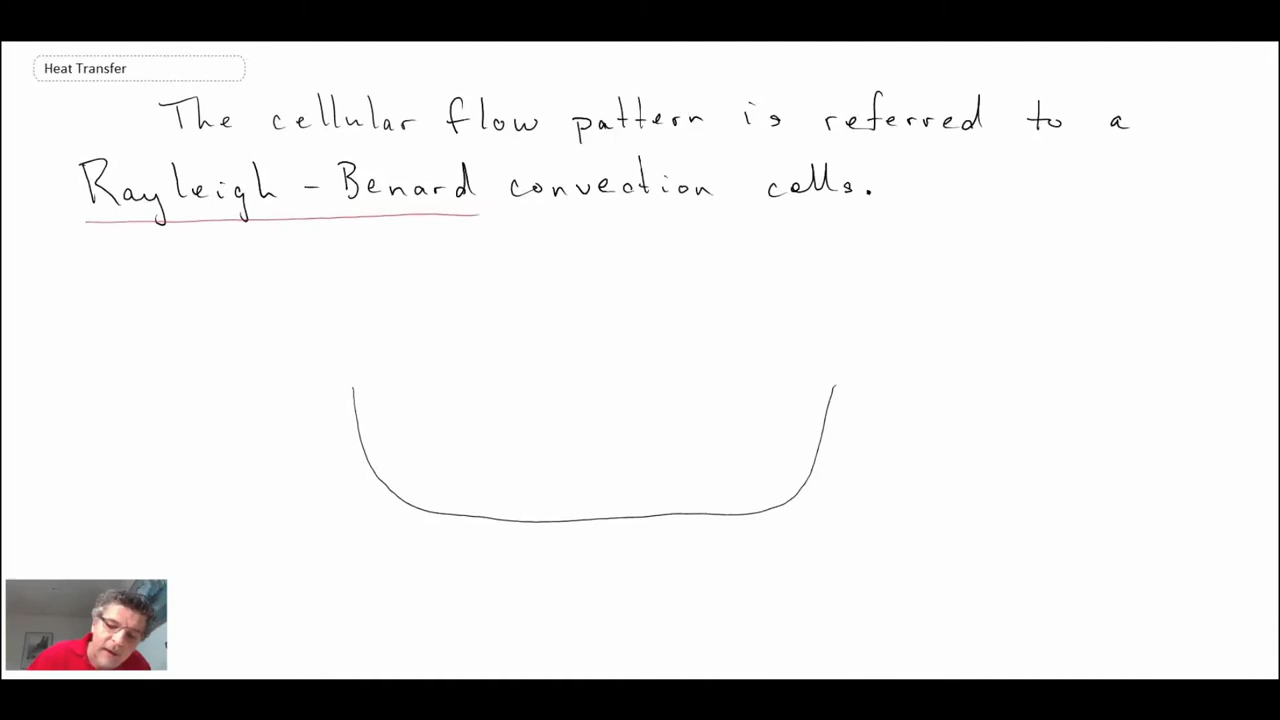 Heat Transfer
The cellular flow pattern is referred to a
Rayleigh - Benard convection cells.